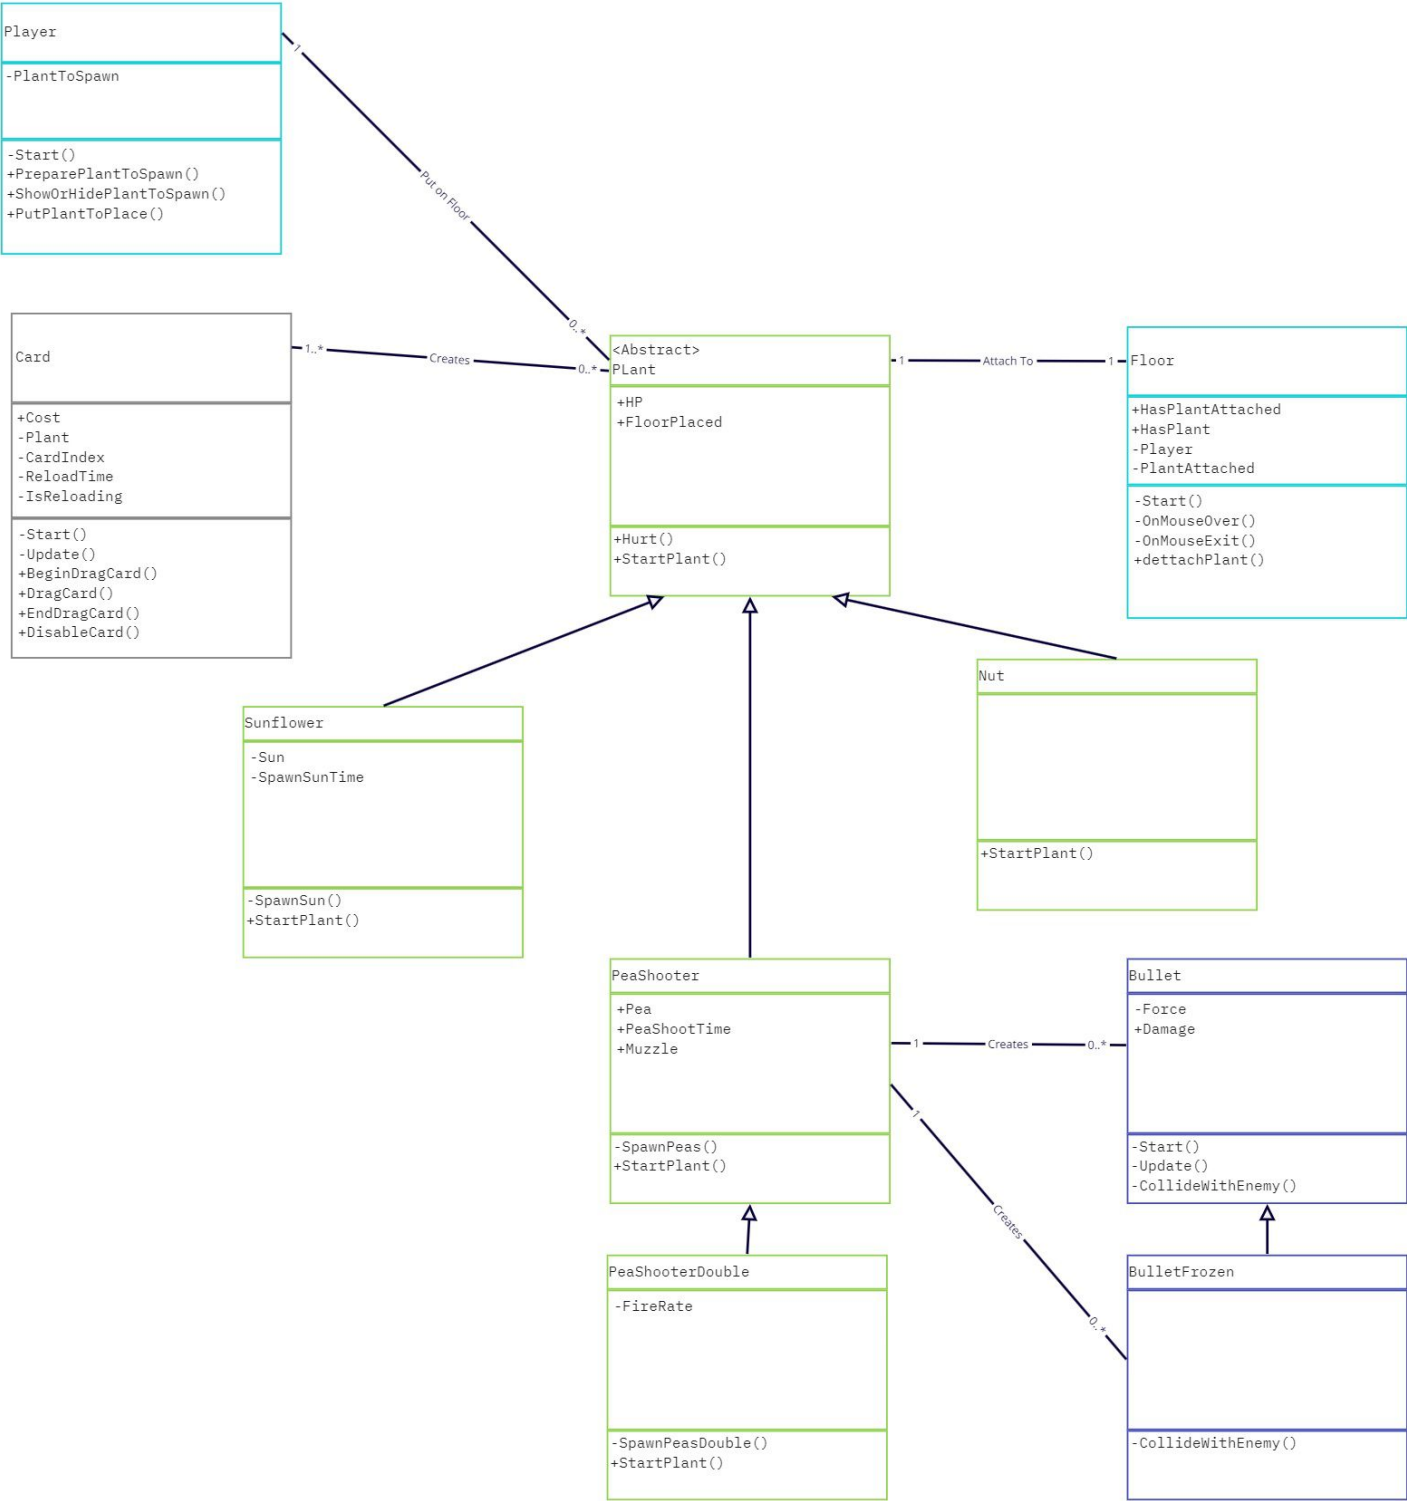 Player
-PlantToSpawn
-Start()
+PreparePlantToSpawn()
+ShowOrHidePlantToSpawn()
+PutPlantToPlace()
1
Put on Floor
0..*
Card
+Cost
-Plant
-CardIndex
-ReloadTime
-IsReloading
-Start()
-Update()
+BeginDragCard()
+DragCard()
+EndDragCard()
+DisableCard()
1..*
Creates
0..*
<Abstract>
PLant
+HP
+FloorPlaced
+Hurt()
+StartPlant()
1
Attach To
1
Floor
+HasPlantAttached
+HasPlant
-Player
-PlantAttached
-Start()
-OnMouseOver()
-OnMouseExit()
+dettachPlant()
Sunflower
-Sun
-SpawnSunTime
-SpawnSun()
+StartPlant()
Nut
+StartPlant()
PeaShooter
+Pea
+PeaShootTime
+Muzzle
-SpawnPeas()
+StartPlant()
1
Creates
0..*
Bullet
-Force
+Damage
-Start()
-Update()
-CollideWithEnemy()
1
Creates
0..*
PeaShooterDouble
-FireRate
-SpawnPeasDouble()
+StartPlant()
BulletFrozen
-CollideWithEnemy()